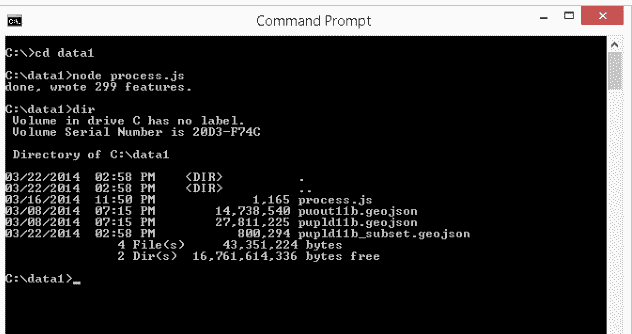 Command Prompt
C:\>cd data1
C:\data1>node process.js
done, wrote 299 features.
C:\data1>dir
Volume in drive C has no label.
Volume Serial Number is 20D3-F74C
Directory of C:\data1
03/22/2014 02:58 PM <DIR> .
03/22/2014 02:58 PM <DIR> ..
03/16/2014 11:50 PM 1,165 process.js
03/08/2014 07:15 PM 14,738,540 puout11b.geojson
03/08/2014 07:15 PM 27,811,225 pupld11b.geojson
03/22/2014 02:58 PM 800,294 pupld11b_subset.geojson
4 File(s) 43,351,224 bytes
2 Dir(s) 16,761,614,336 bytes free
C:\data1>_